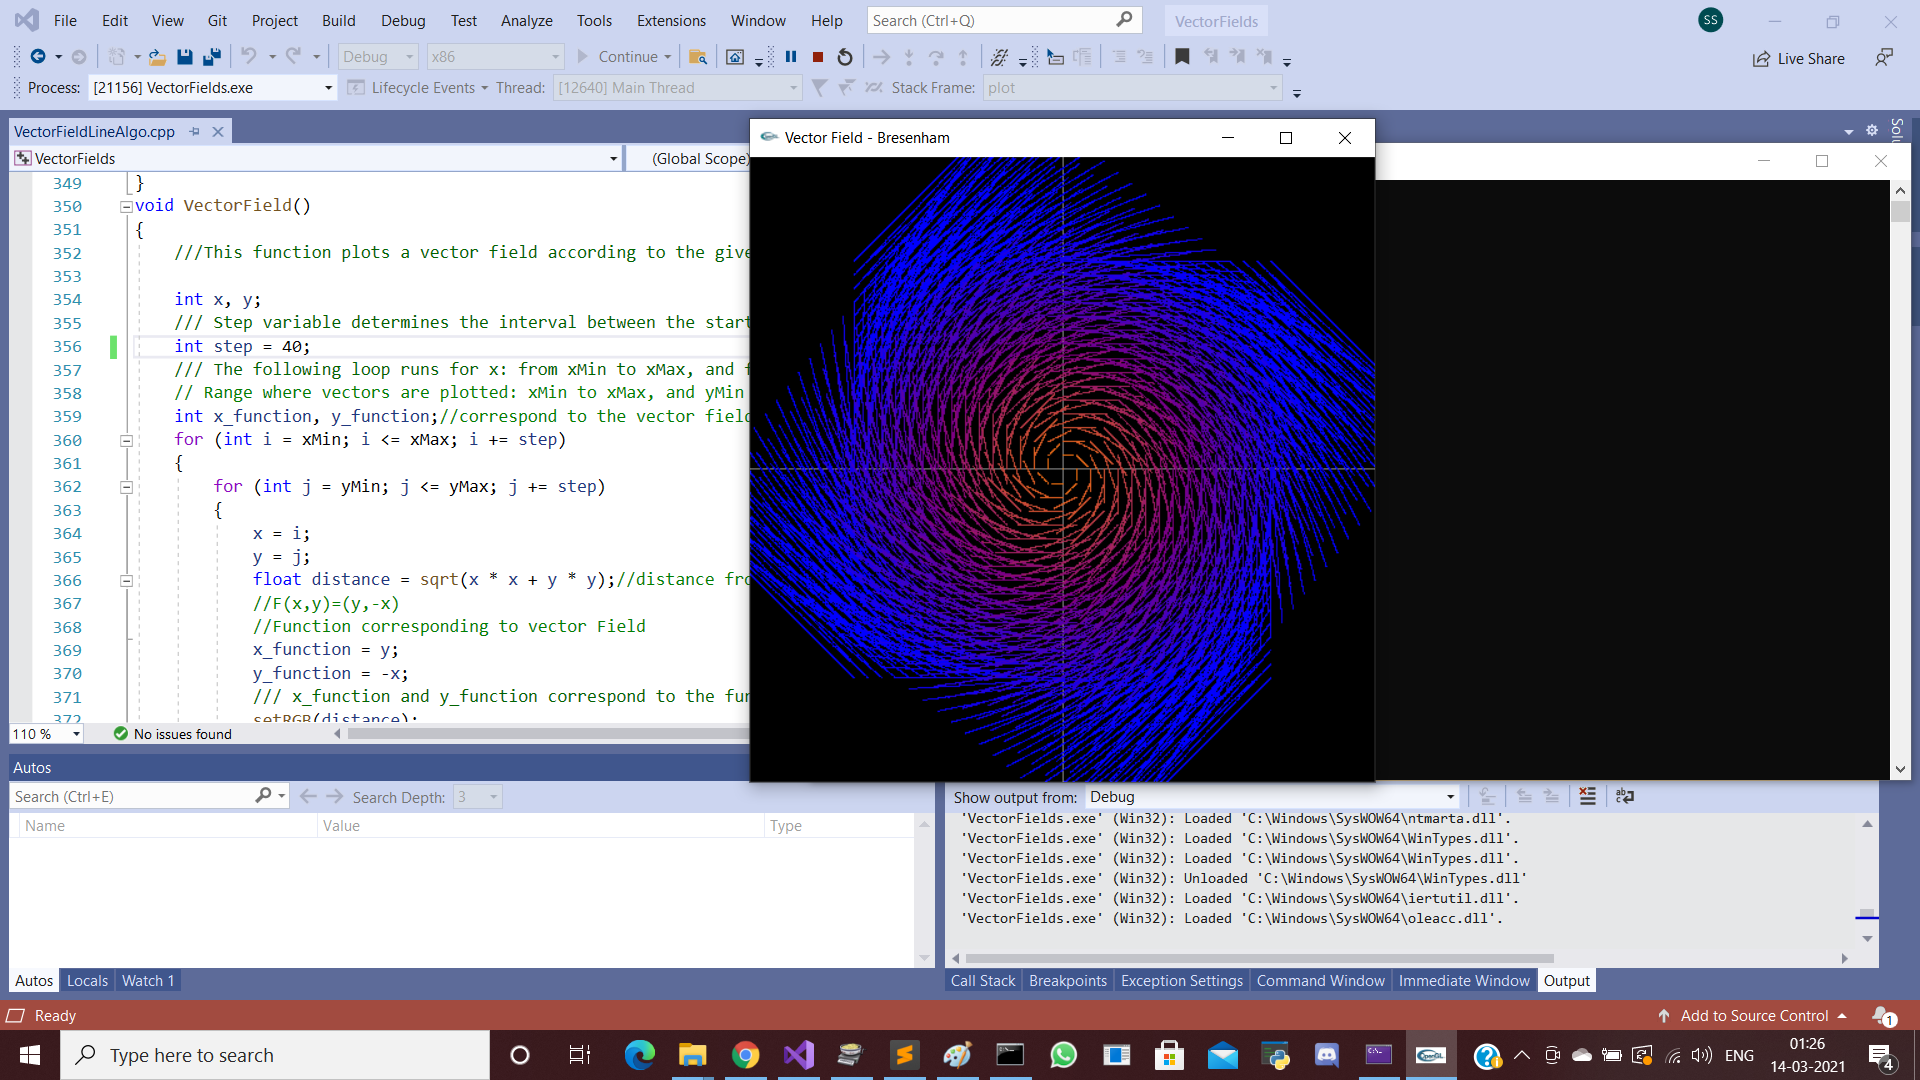 File Edit View Git Project Build Debug Test Analyze Tools Extensions Window Help Search (Ctrl+Q) VectorFields SS
Debug x86 Continue Live Share
Process: [21156] VectorFields.exe Lifecycle Events Thread: [12640] Main Thread Stack Frame: plot
VectorFieldLineAlgo.cpp
VectorFields (Global Scope)
Vector Field - Bresenham
349 }
350 void VectorField()
351 {
352 ///This function plots a vector field according to the give
353
354 int x, y;
355 /// Step variable determines the interval between the start
356 int step = 40;
357 /// The following loop runs for x: from xMin to xMax, and f
358 // Range where vectors are plotted: xMin to xMax, and yMin
359 int x_function, y_function;//correspond to the vector field
360 for (int i = xMin; i <= xMax; i += step)
361 {
362 for (int j = yMin; j <= yMax; j += step)
363 {
364 x = i;
365 y = j;
366 float distance = sqrt(x * x + y * y);//distance fro
367 //F(x,y)=(y,-x)
368 //Function corresponding to vector Field
369 x_function = y;
370 y_function = -x;
371 /// x_function and y_function correspond to the fun
372 setRGB(distance);
110 % No issues found
Autos
Search (Ctrl+E) Search Depth: 3
Name Value Type
Autos Locals Watch 1
Show output from: Debug
'VectorFields.exe' (Win32): Loaded 'C:\Windows\SysWOW64\ntmarta.dll'.
'VectorFields.exe' (Win32): Loaded 'C:\Windows\SysWOW64\WinTypes.dll'.
'VectorFields.exe' (Win32): Loaded 'C:\Windows\SysWOW64\WinTypes.dll'.
'VectorFields.exe' (Win32): Unloaded 'C:\Windows\SysWOW64\WinTypes.dll'
'VectorFields.exe' (Win32): Loaded 'C:\Windows\SysWOW64\iertutil.dll'.
'VectorFields.exe' (Win32): Loaded 'C:\Windows\SysWOW64\oleacc.dll'.
Call Stack Breakpoints Exception Settings Command Window Immediate Window Output
Ready Add to Source Control 1
Type here to search OpenGL ENG 01:26
14-03-2021 4